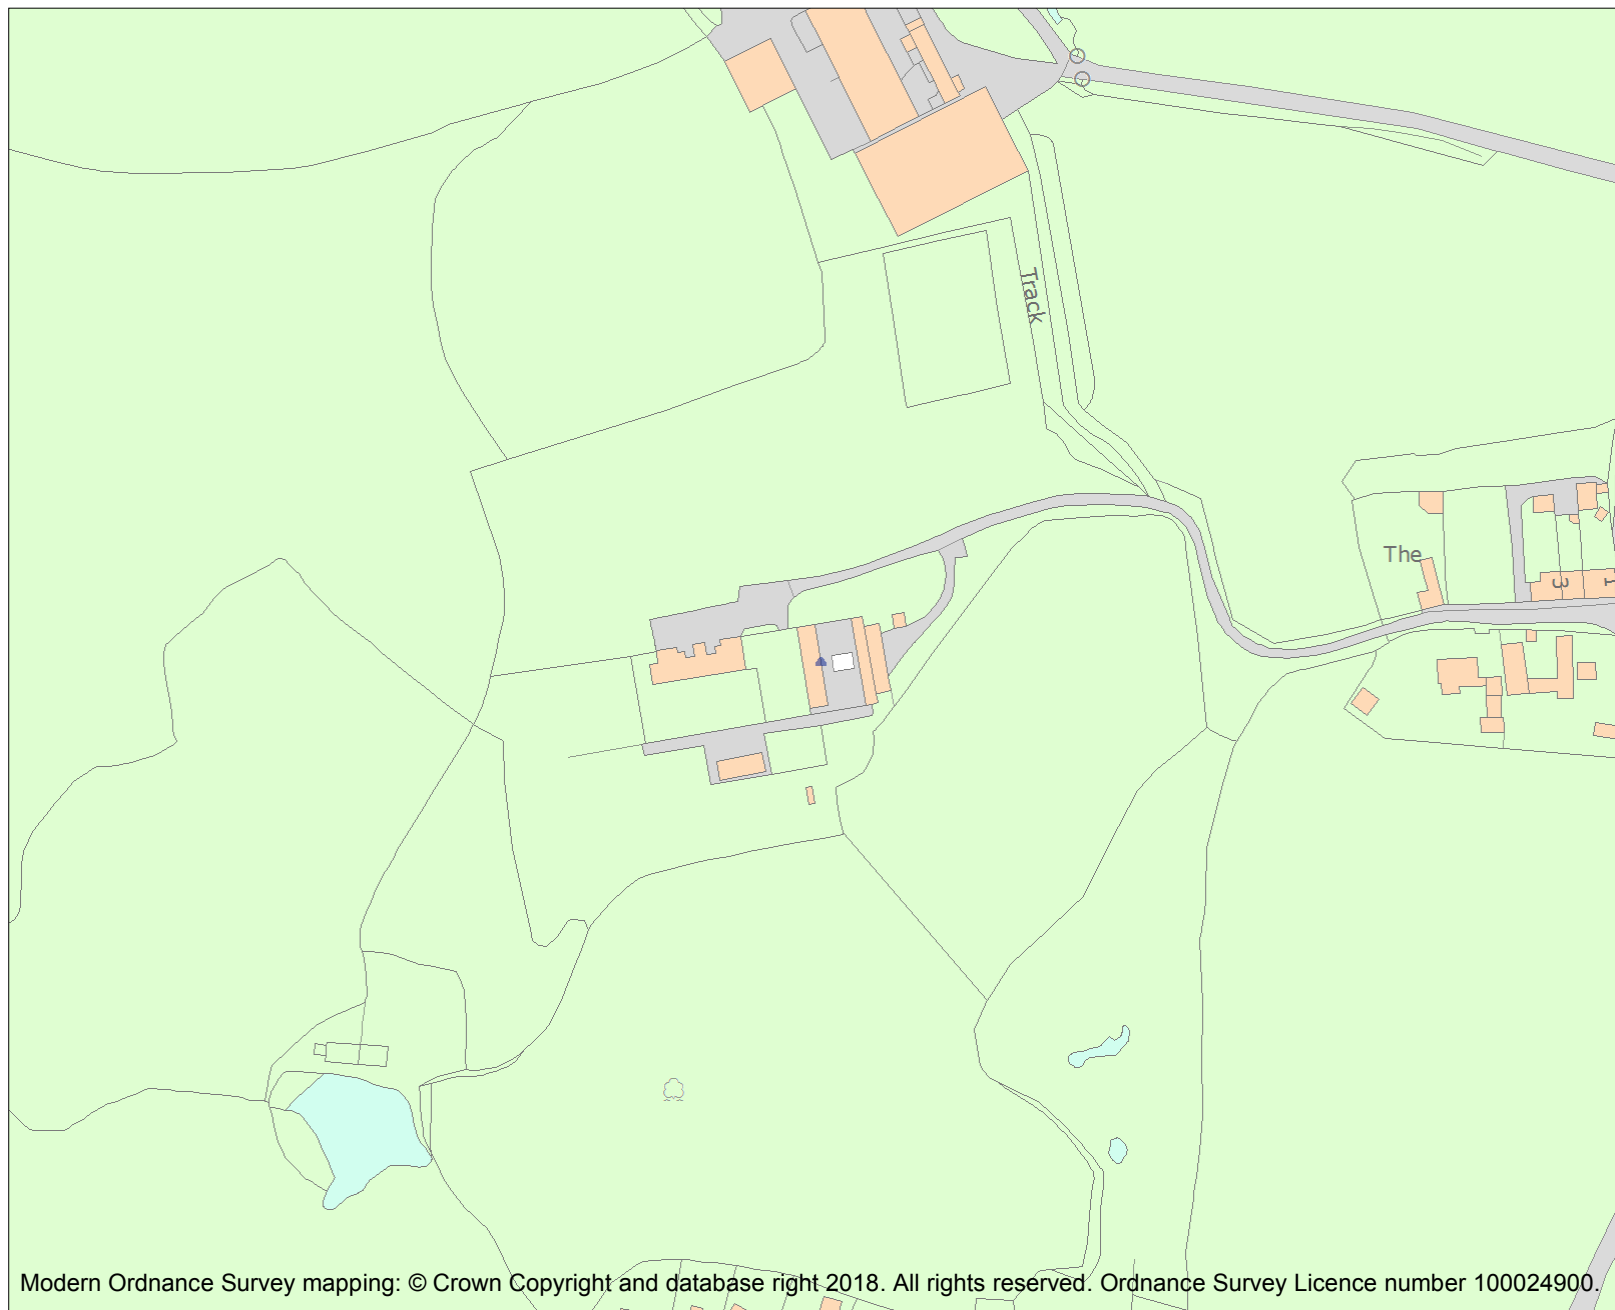 Track
The
3
1
Modern Ordnance Survey mapping: © Crown Copyright and database right 2018. All rights reserved. Ordnance Survey Licence number 100024900.